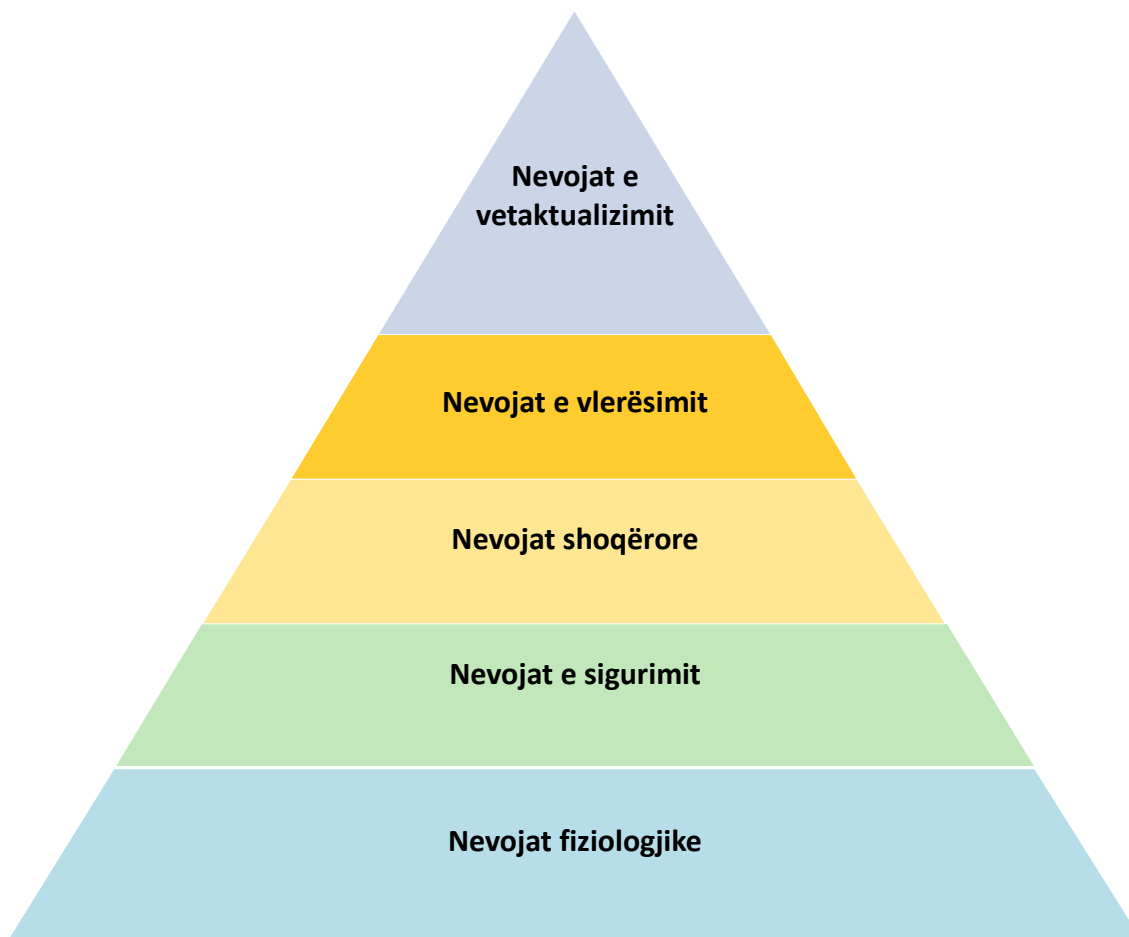 Nevojat e
vetaktualizimit
Nevojat e vlerësimit
Nevojat shoqërore
Nevojat e sigurimit
Nevojat fiziologjike